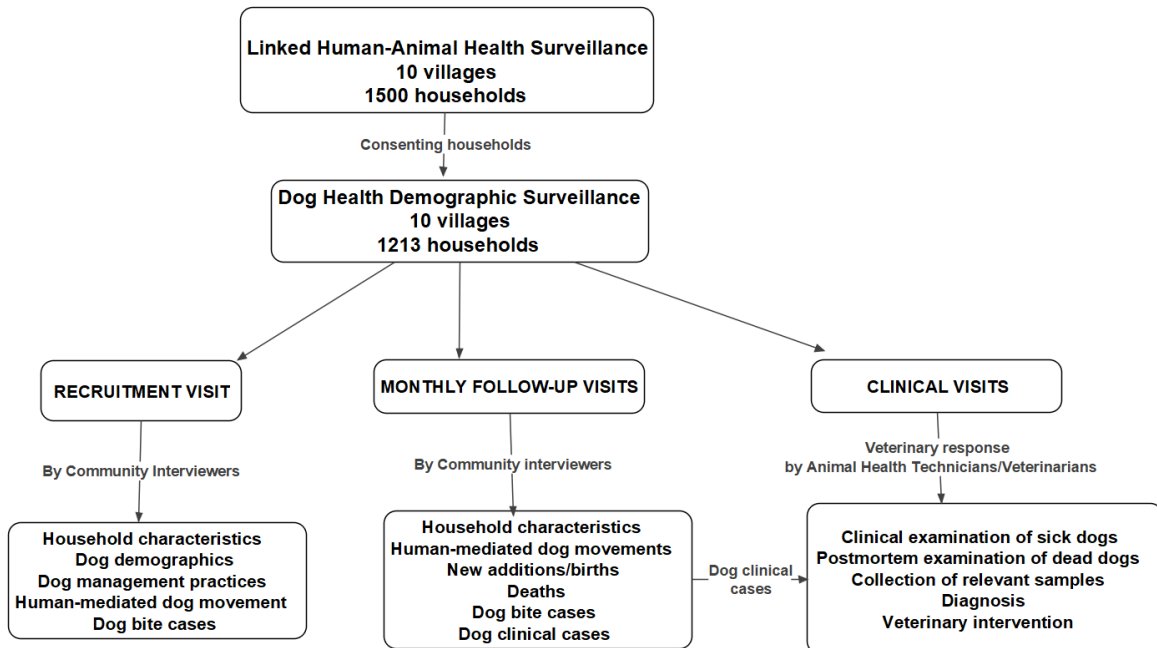 Linked Human-Animal Health Surveillance
10 villages
1500 households
Consenting households
Dog Health Demographic Surveillance
10 villages
1213 households
RECRUITMENT VISIT
MONTHLY FOLLOW-UP VISITS
CLINICAL VISITS
By Community Interviewers
By Community interviewers
Veterinary response
by Animal Health Technicians/Veterinarians
Household characteristics
Dog demographics
Dog management practices
Human-mediated dog movement
Dog bite cases
Household characteristics
Human-mediated dog movements
New additions/births
Deaths
Dog bite cases
Dog clinical cases
Dog clinical
cases
Clinical examination of sick dogs
Postmortem examination of dead dogs
Collection of relevant samples
Diagnosis
Veterinary intervention